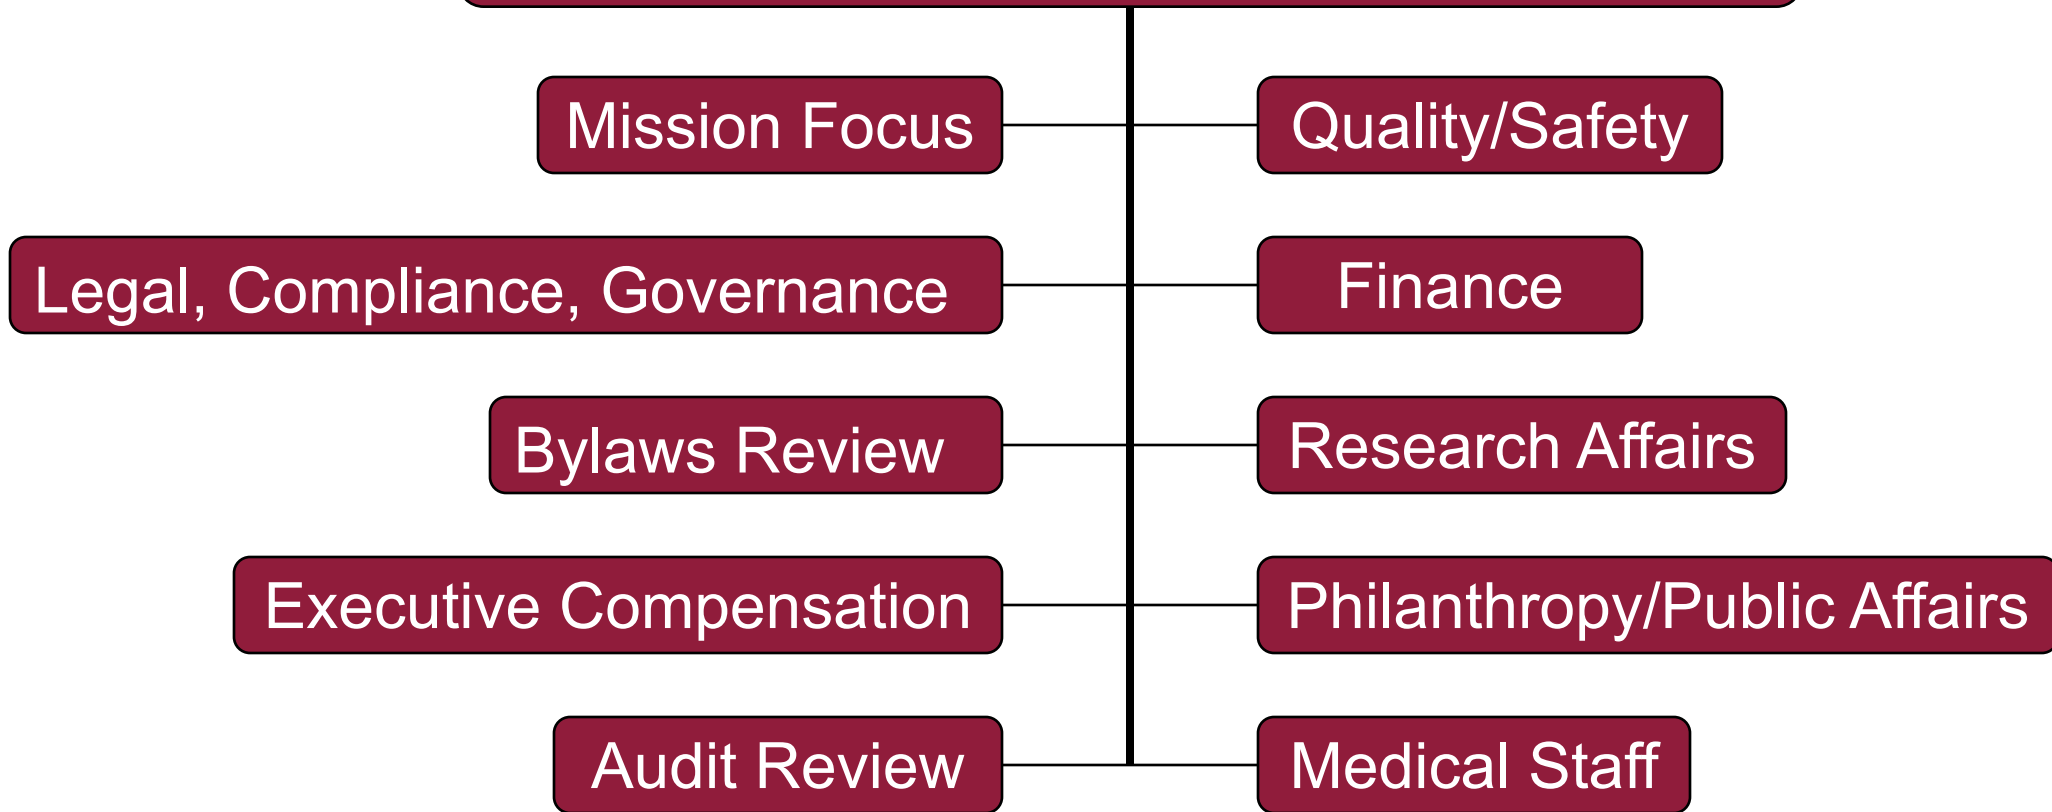 Mission Focus
Quality/Safety
Legal, Compliance, Governance
Finance
Bylaws Review
Research Affairs
Executive Compensation
Philanthropy/Public Affairs
Audit Review
Medical Staff